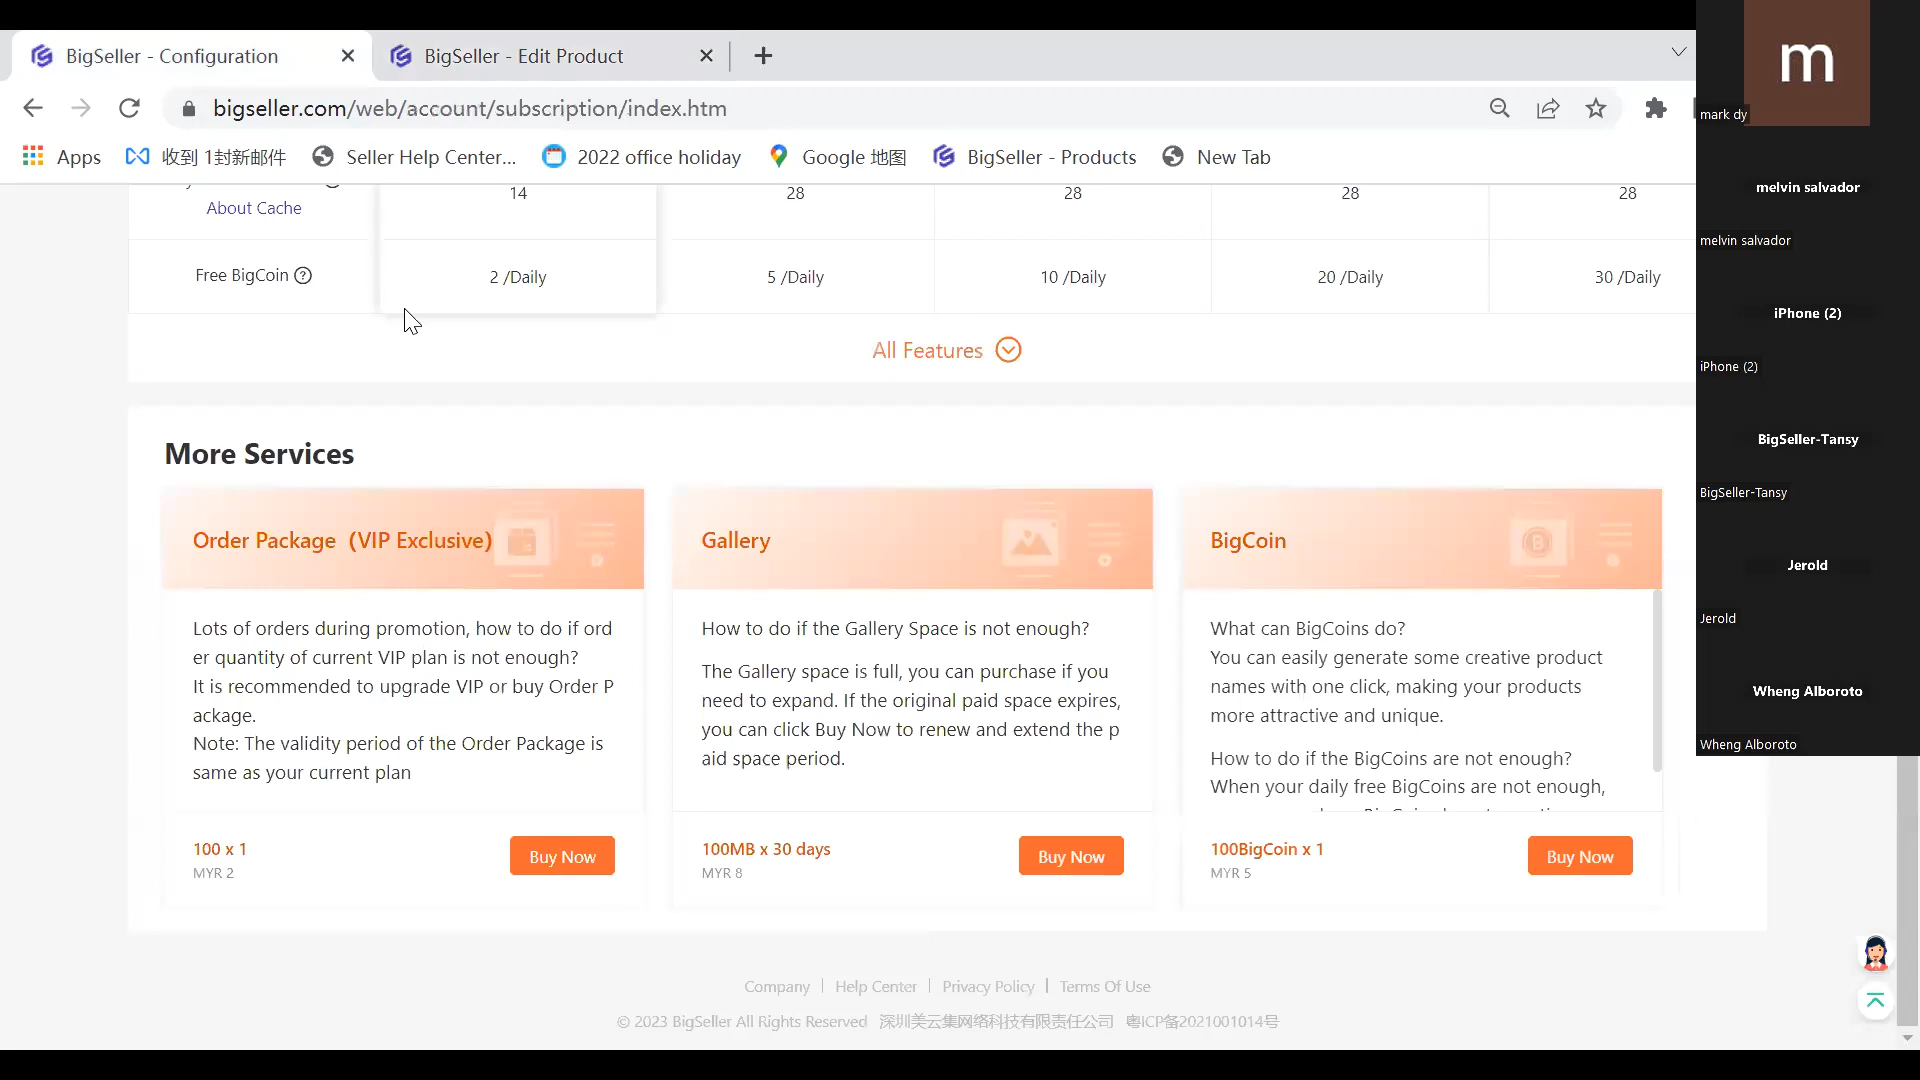 BigSeller - Configuration
BigSeller - Edit Product
bigseller.com/web/account/subscription/index.htm
Apps
收到 1封新邮件
Seller Help Center...
2022 office holiday
Google 地图
BigSeller - Products
New Tab
About Cache
14
28
28
28
28
Free BigCoin
2 /Daily
5 /Daily
10 /Daily
20 /Daily
30 /Daily
All Features
More Services
Order Package (VIP Exclusive)
Lots of orders during promotion, how to do if ord
er quantity of current VIP plan is not enough?
It is recommended to upgrade VIP or buy Order P
ackage.
Note: The validity period of the Order Package is
same as your current plan
100 x 1
MYR 2
Buy Now
Gallery
How to do if the Gallery Space is not enough?
The Gallery space is full, you can purchase if you
need to expand. If the original paid space expires,
you can click Buy Now to renew and extend the p
aid space period.
100MB x 30 days
MYR 8
Buy Now
BigCoin
What can BigCoins do?
You can easily generate some creative product
names with one click, making your products
more attractive and unique.
How to do if the BigCoins are not enough?
When your daily free BigCoins are not enough,
100BigCoin x 1
MYR 5
Buy Now
Company
Help Center
Privacy Policy
Terms Of Use
© 2023 BigSeller All Rights Reserved 深圳美云集网络科技有限责任公司 粤ICP备2021001014号
m
mark dy
melvin salvador
melvin salvador
iPhone (2)
iPhone (2)
BigSeller-Tansy
BigSeller-Tansy
Jerold
Jerold
Wheng Alboroto
Wheng Alboroto